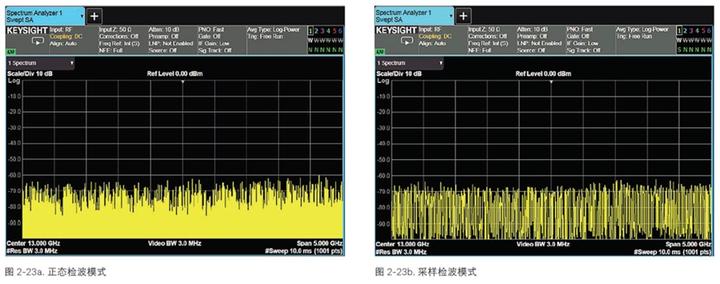 Spectrum Analyzer 1
Swept SA
KEYSIGHT
Input: RF
Coupling: DC
Align: Auto
Input Z: 50 Ω
Corrections: Off
Freq Ref: Int (S)
NFE: Full
Atten: 10 dB
Preamp: Off
LNP: Not Enabled
Source: Off
PNO: Fast
Gate: Off
IF Gain: Low
Sig Track: Off
Avg Type: Log-Power
Trig: Free Run
1 2 3 4 5 6
N N N N N N
1 Spectrum
Scale/Div 10 dB
Ref Level 0.00 dBm
Log
-10.0
-30.0
-40.0
-50.0
-60.0
-70.0
-80.0
-90.0
Center 13.000 GHz
#Res BW 3.0 MHz
Video BW 3.0 MHz
Span 5.000 GHz
#Sweep 10.0 ms (1001 pts)
图 2-23a. 正态检波模式
Spectrum Analyzer 1
Swept SA
KEYSIGHT
Input: RF
Coupling: DC
Align: Auto
Input Z: 50 Ω
Corrections: Off
Freq Ref: Int (S)
NFE: Full
Atten: 10 dB
Preamp: Off
LNP: Not Enabled
Source: Off
PNO: Fast
Gate: Off
IF Gain: Low
Sig Track: Off
Avg Type: Log-Power
Trig: Free Run
1 2 3 4 5 6
1 Spectrum
Scale/Div 10 dB
Ref Level 0.00 dBm
Log
-10.0
-30.0
-40.0
-50.0
-60.0
-70.0
-80.0
-90.0
Center 13.000 GHz
#Res BW 3.0 MHz
Video BW 3.0 MHz
Span 5.000 GHz
#Sweep 10.0 ms (1001 pts)
图 2-23b. 采样检波模式